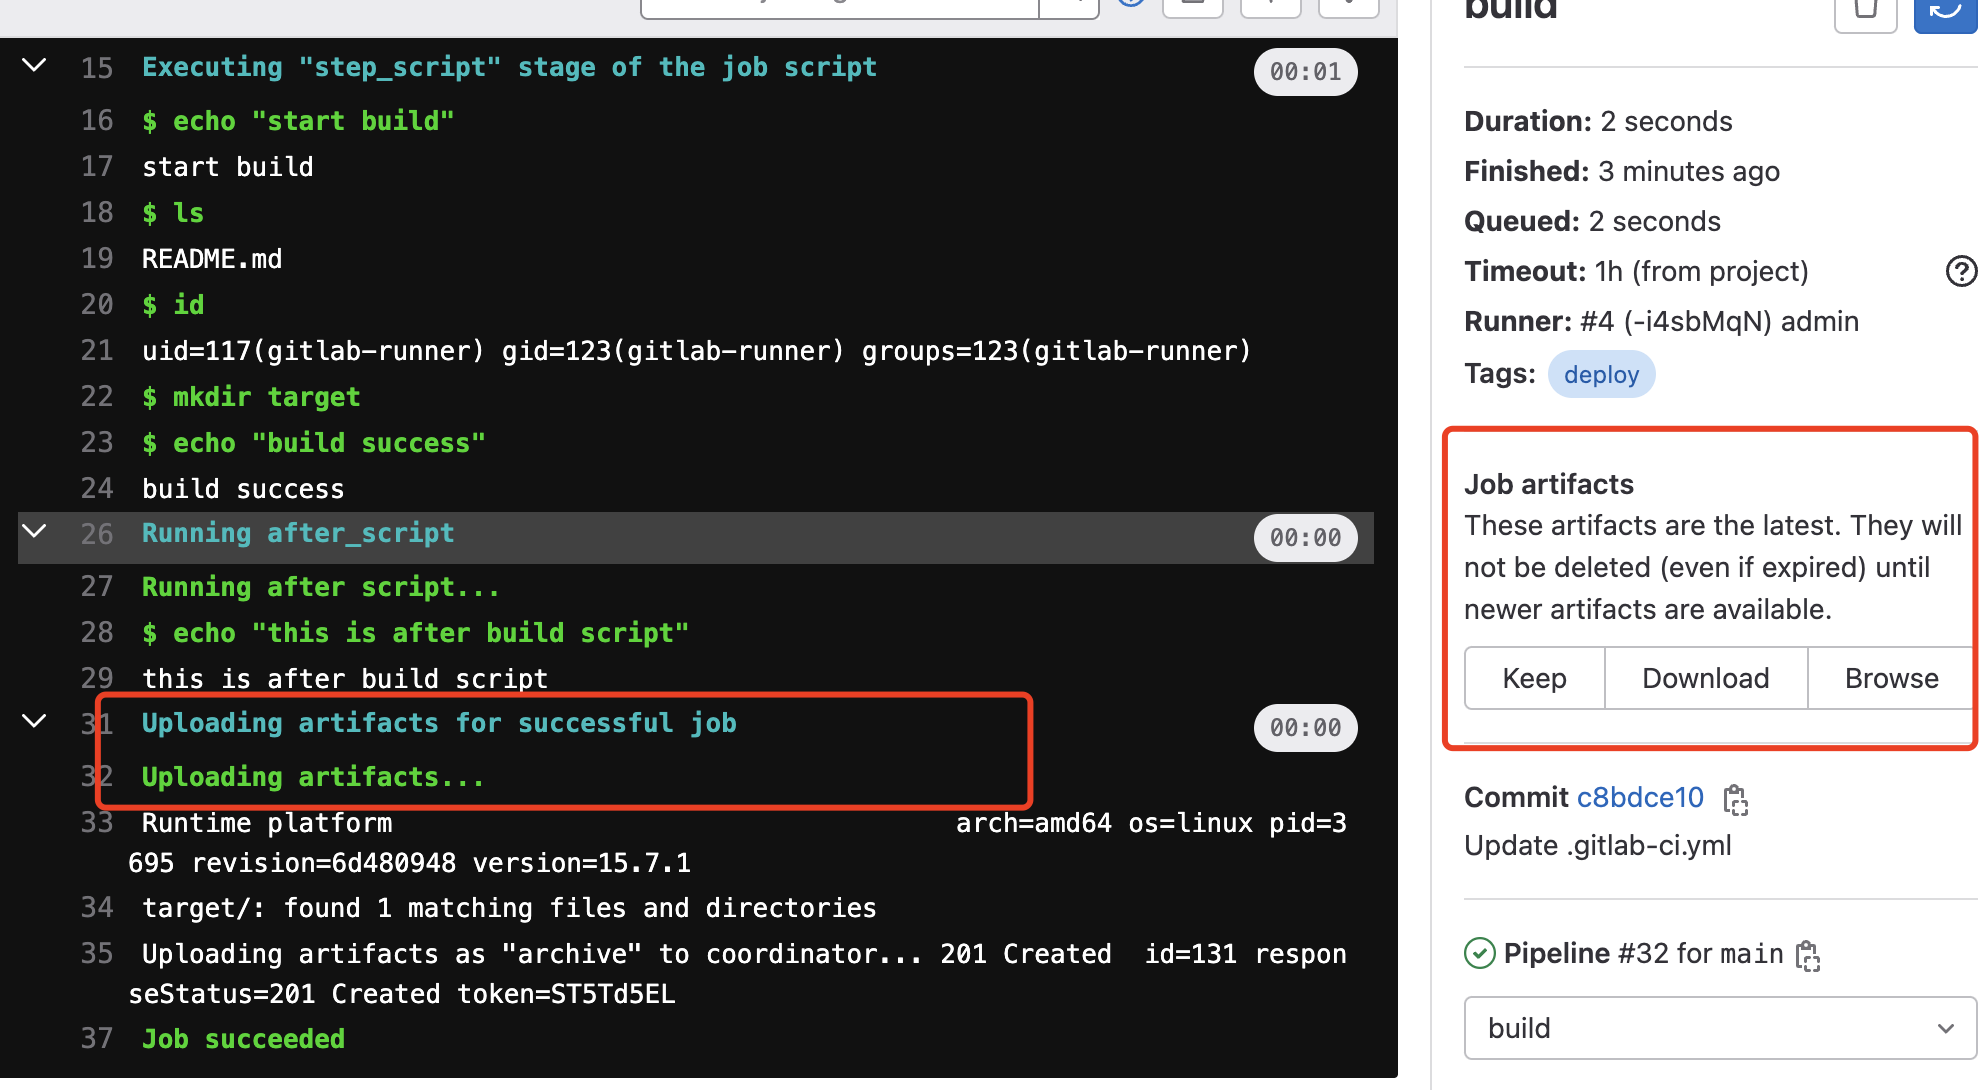 15 Executing "step_script" stage of the job script 00:01
16 $ echo "start build"
17 start build
18 $ ls
19 README.md
20 $ id
21 uid=117(gitlab-runner) gid=123(gitlab-runner) groups=123(gitlab-runner)
22 $ mkdir target
23 $ echo "build success"
24 build success
26 Running after_script 00:00
27 Running after script...
28 $ echo "this is after build script"
29 this is after build script
31 Uploading artifacts for successful job 00:00
32 Uploading artifacts...
33 Runtime platform arch=amd64 os=linux pid=3
695 revision=6d480948 version=15.7.1
34 target/: found 1 matching files and directories
35 Uploading artifacts as "archive" to coordinator... 201 Created id=131 respon
seStatus=201 Created token=ST5Td5EL
37 Job succeeded
build
Duration: 2 seconds
Finished: 3 minutes ago
Queued: 2 seconds
Timeout: 1h (from project)
Runner: #4 (-i4sbMqN) admin
Tags: deploy
Job artifacts
These artifacts are the latest. They will
not be deleted (even if expired) until
newer artifacts are available.
Keep Download Browse
Commit c8bdce10
Update .gitlab-ci.yml
Pipeline #32 for main
build